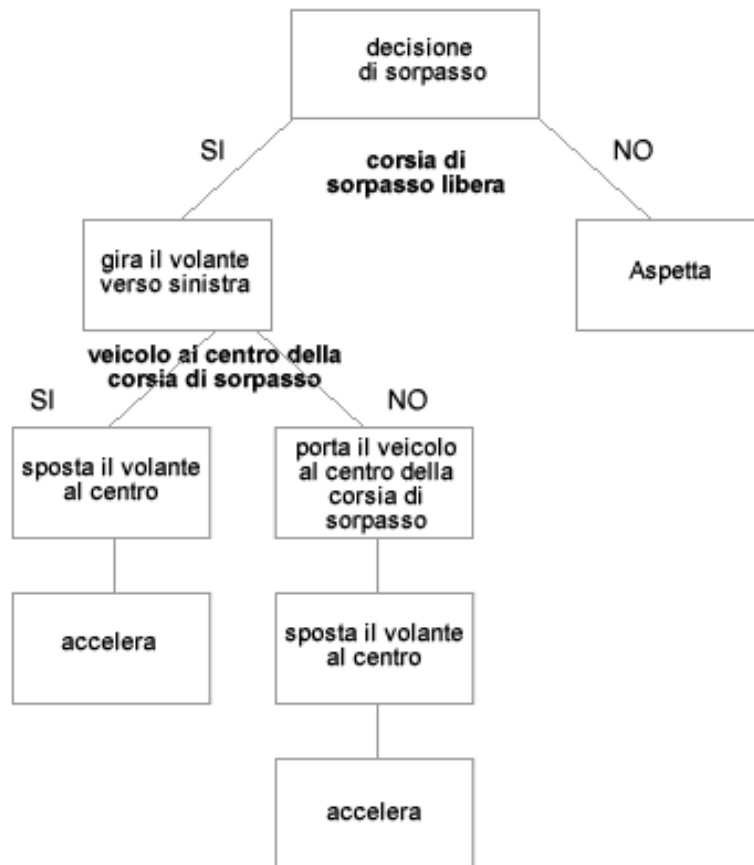 decisione
di sorpasso
SI
corsia di
sorpasso libera
NO
gira il volante
verso sinistra
Aspetta
veicolo ai centro della
corsia di sorpasso
SI
NO
sposta il volante
al centro
porta il veicolo
al centro della
corsia di
sorpasso
accelera
sposta il volante
al centro
accelera